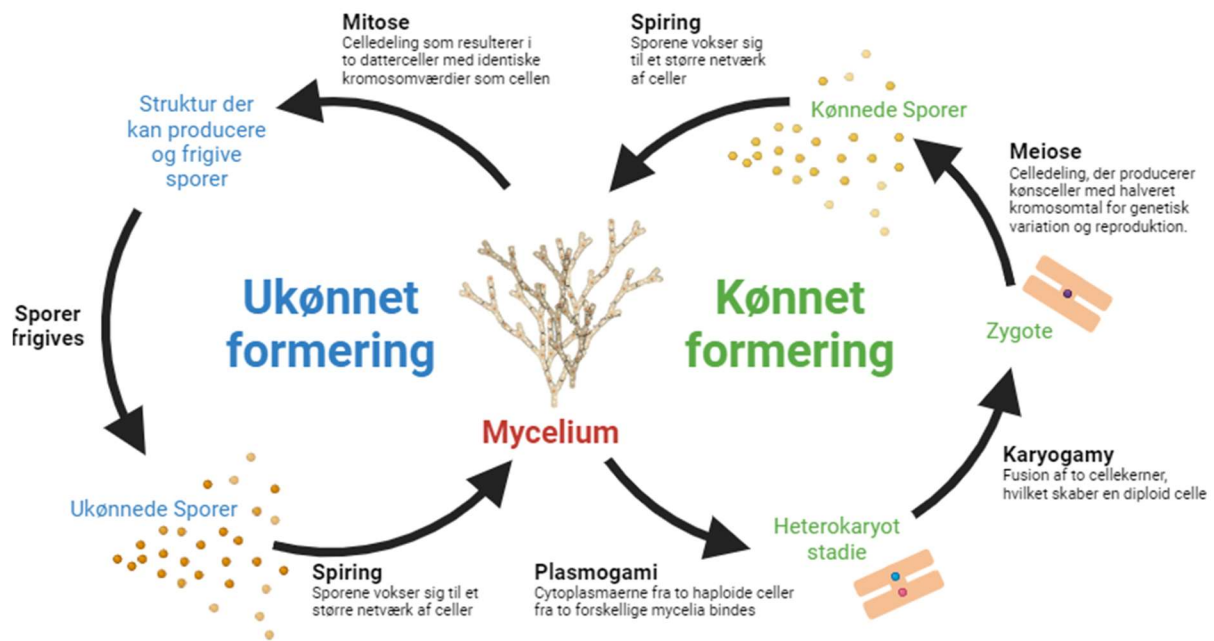 Mitose
Celledeling som resulterer i
to datterceller med identiske
kromosomværdier som cellen
Spiring
Sporene vokser sig
til et større netværk
af celler
Struktur der
kan producere
og frigive
sporer
Kønnede Sporer
Meiose
Celledeling, der producerer
kønsceller med halveret
kromosomtal for genetisk
variation og reproduktion.
Ukønnet
formering
Kønnet
formering
Sporer
frigives
Zygote
Mycelium
Karyogamy
Fusion af to cellekerner,
hvilket skaber en diploid celle
Ukønnede Sporer
Heterokaryot
stadie
Spiring
Sporene vokser sig til et
større netværk af celler
Plasmogami
Cytoplasmaerne fra to haploide celler
fra to forskellige mycelia bindes